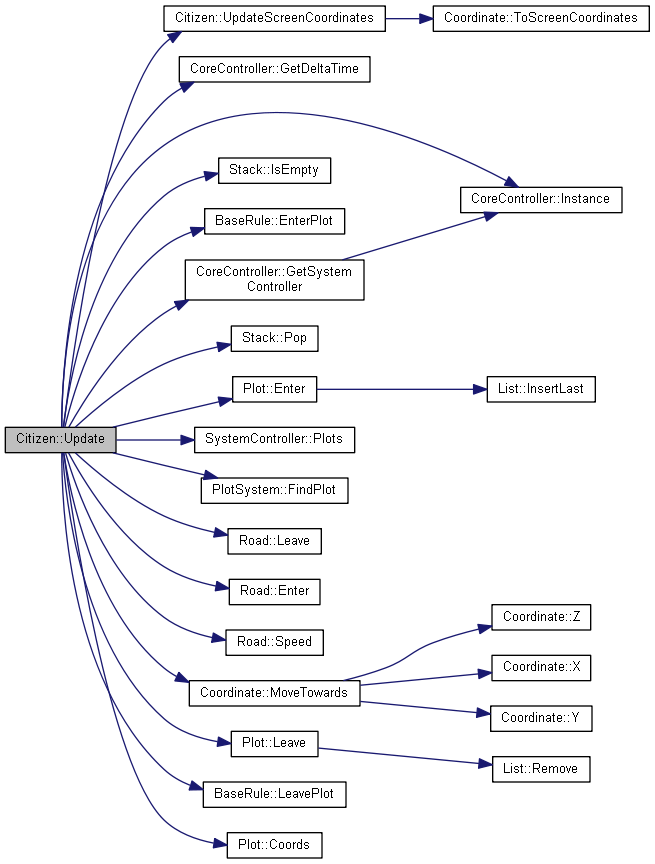 Citizen::UpdateScreenCoordinates
Coordinate::ToScreenCoordinates
CoreController::GetDeltaTime
Stack::IsEmpty
CoreController::Instance
BaseRule::EnterPlot
CoreController::GetSystem
Controller
Stack::Pop
Plot::Enter
List::InsertLast
Citizen::Update
SystemController::Plots
PlotSystem::FindPlot
Road::Leave
Road::Enter
Coordinate::Z
Road::Speed
Coordinate::X
Coordinate::MoveTowards
Coordinate::Y
Plot::Leave
List::Remove
BaseRule::LeavePlot
Plot::Coords